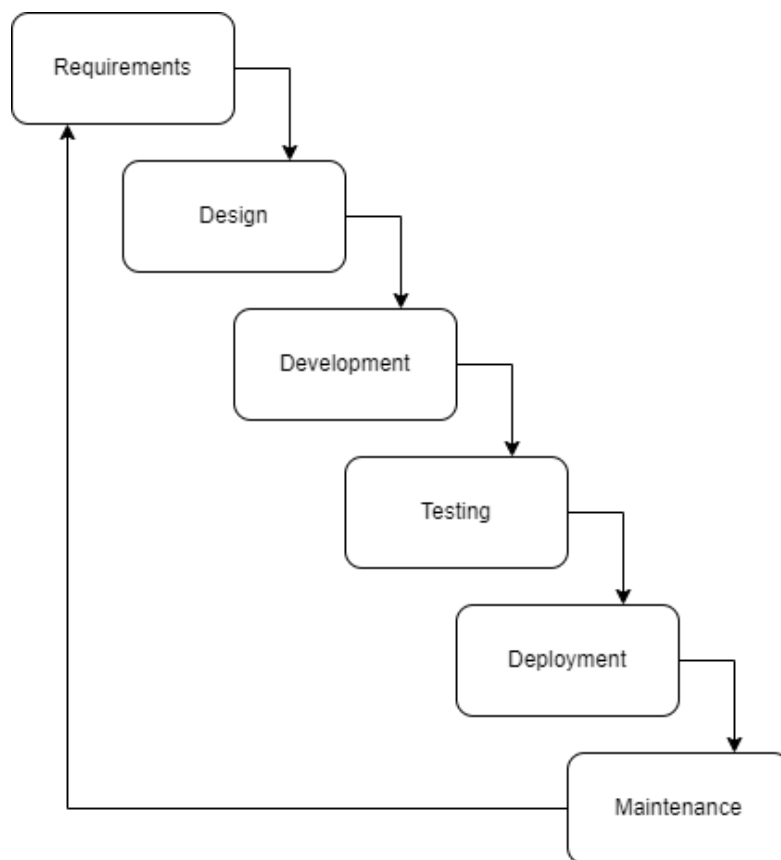 Requirements
Design
Development
Testing
Deployment
Maintenance